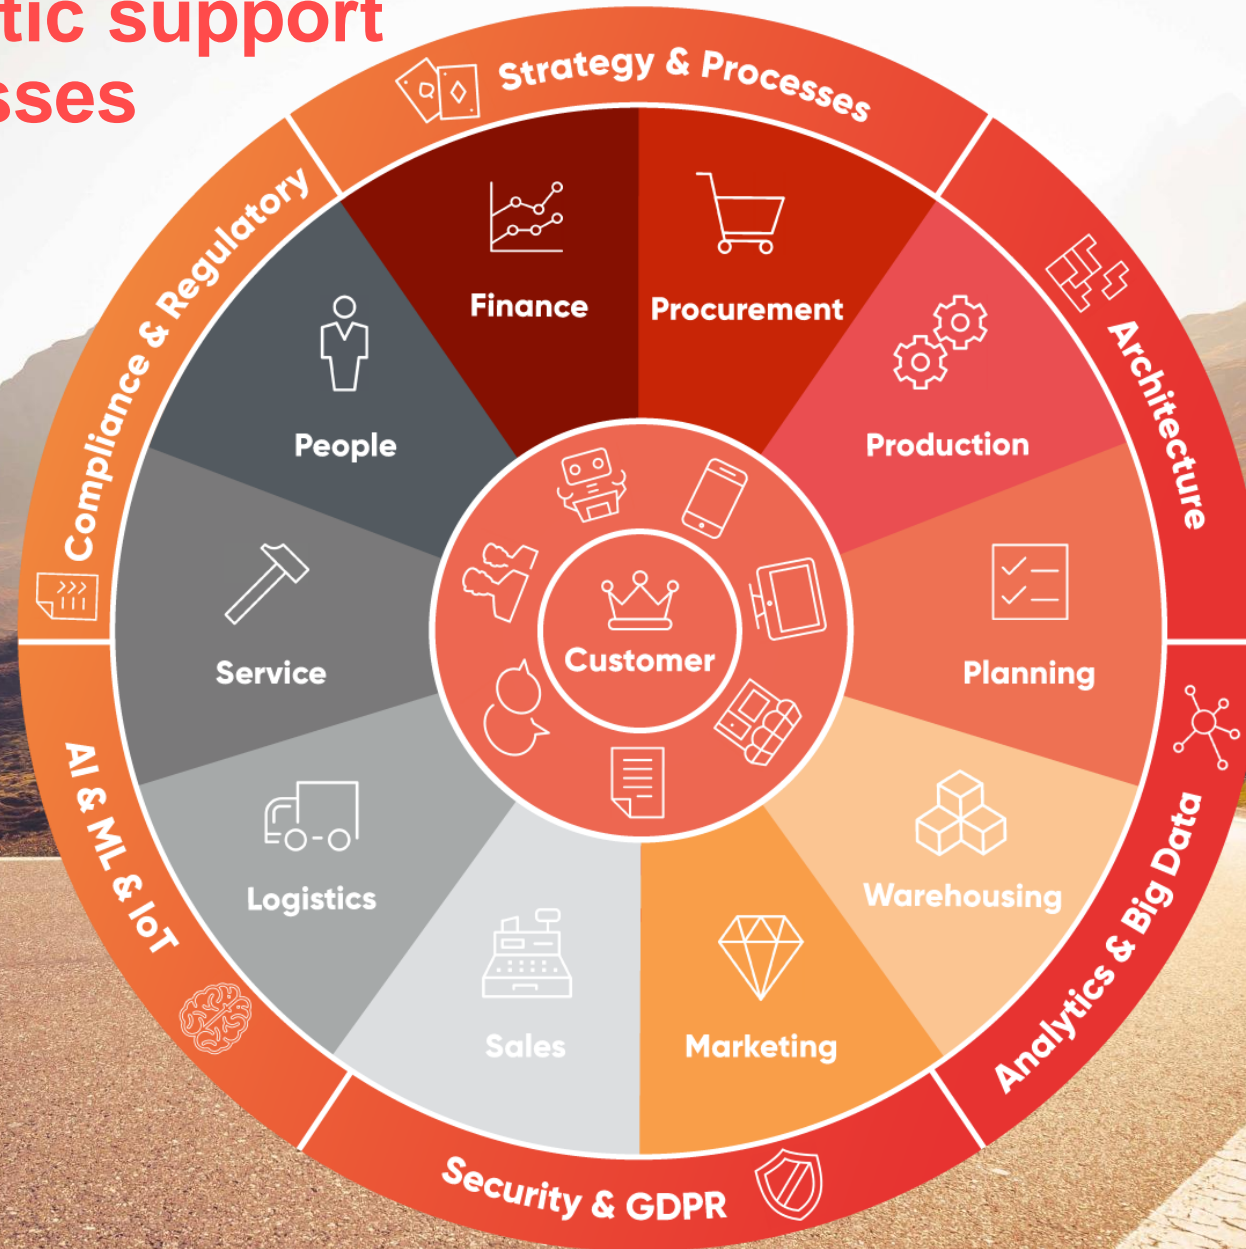 tic support
sses
Strategy & Processes
Architecture
Analytics & Big Data
Security & GDPR
AI & ML & IoT
Compliance & Regulatory
Finance
Procurement
Production
Planning
Warehousing
Marketing
Sales
Logistics
Service
People
Customer